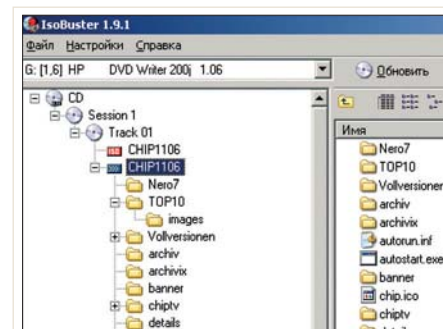 IsoBuster 1.9.1
Файл Настройки Справка
G: [1,6] HP DVD Writer 200j 1.06
Обновить
CD
Session 1
Track 01
ISO CHIP1106
CHIP1106
Nero7
TOP10
images
Vollversionen
archiv
archivix
banner
chiptv
details
Имя
Nero7
TOP10
Vollversionen
archiv
archivix
autorun.inf
autostart.exe
banner
chip.ico
chiptv